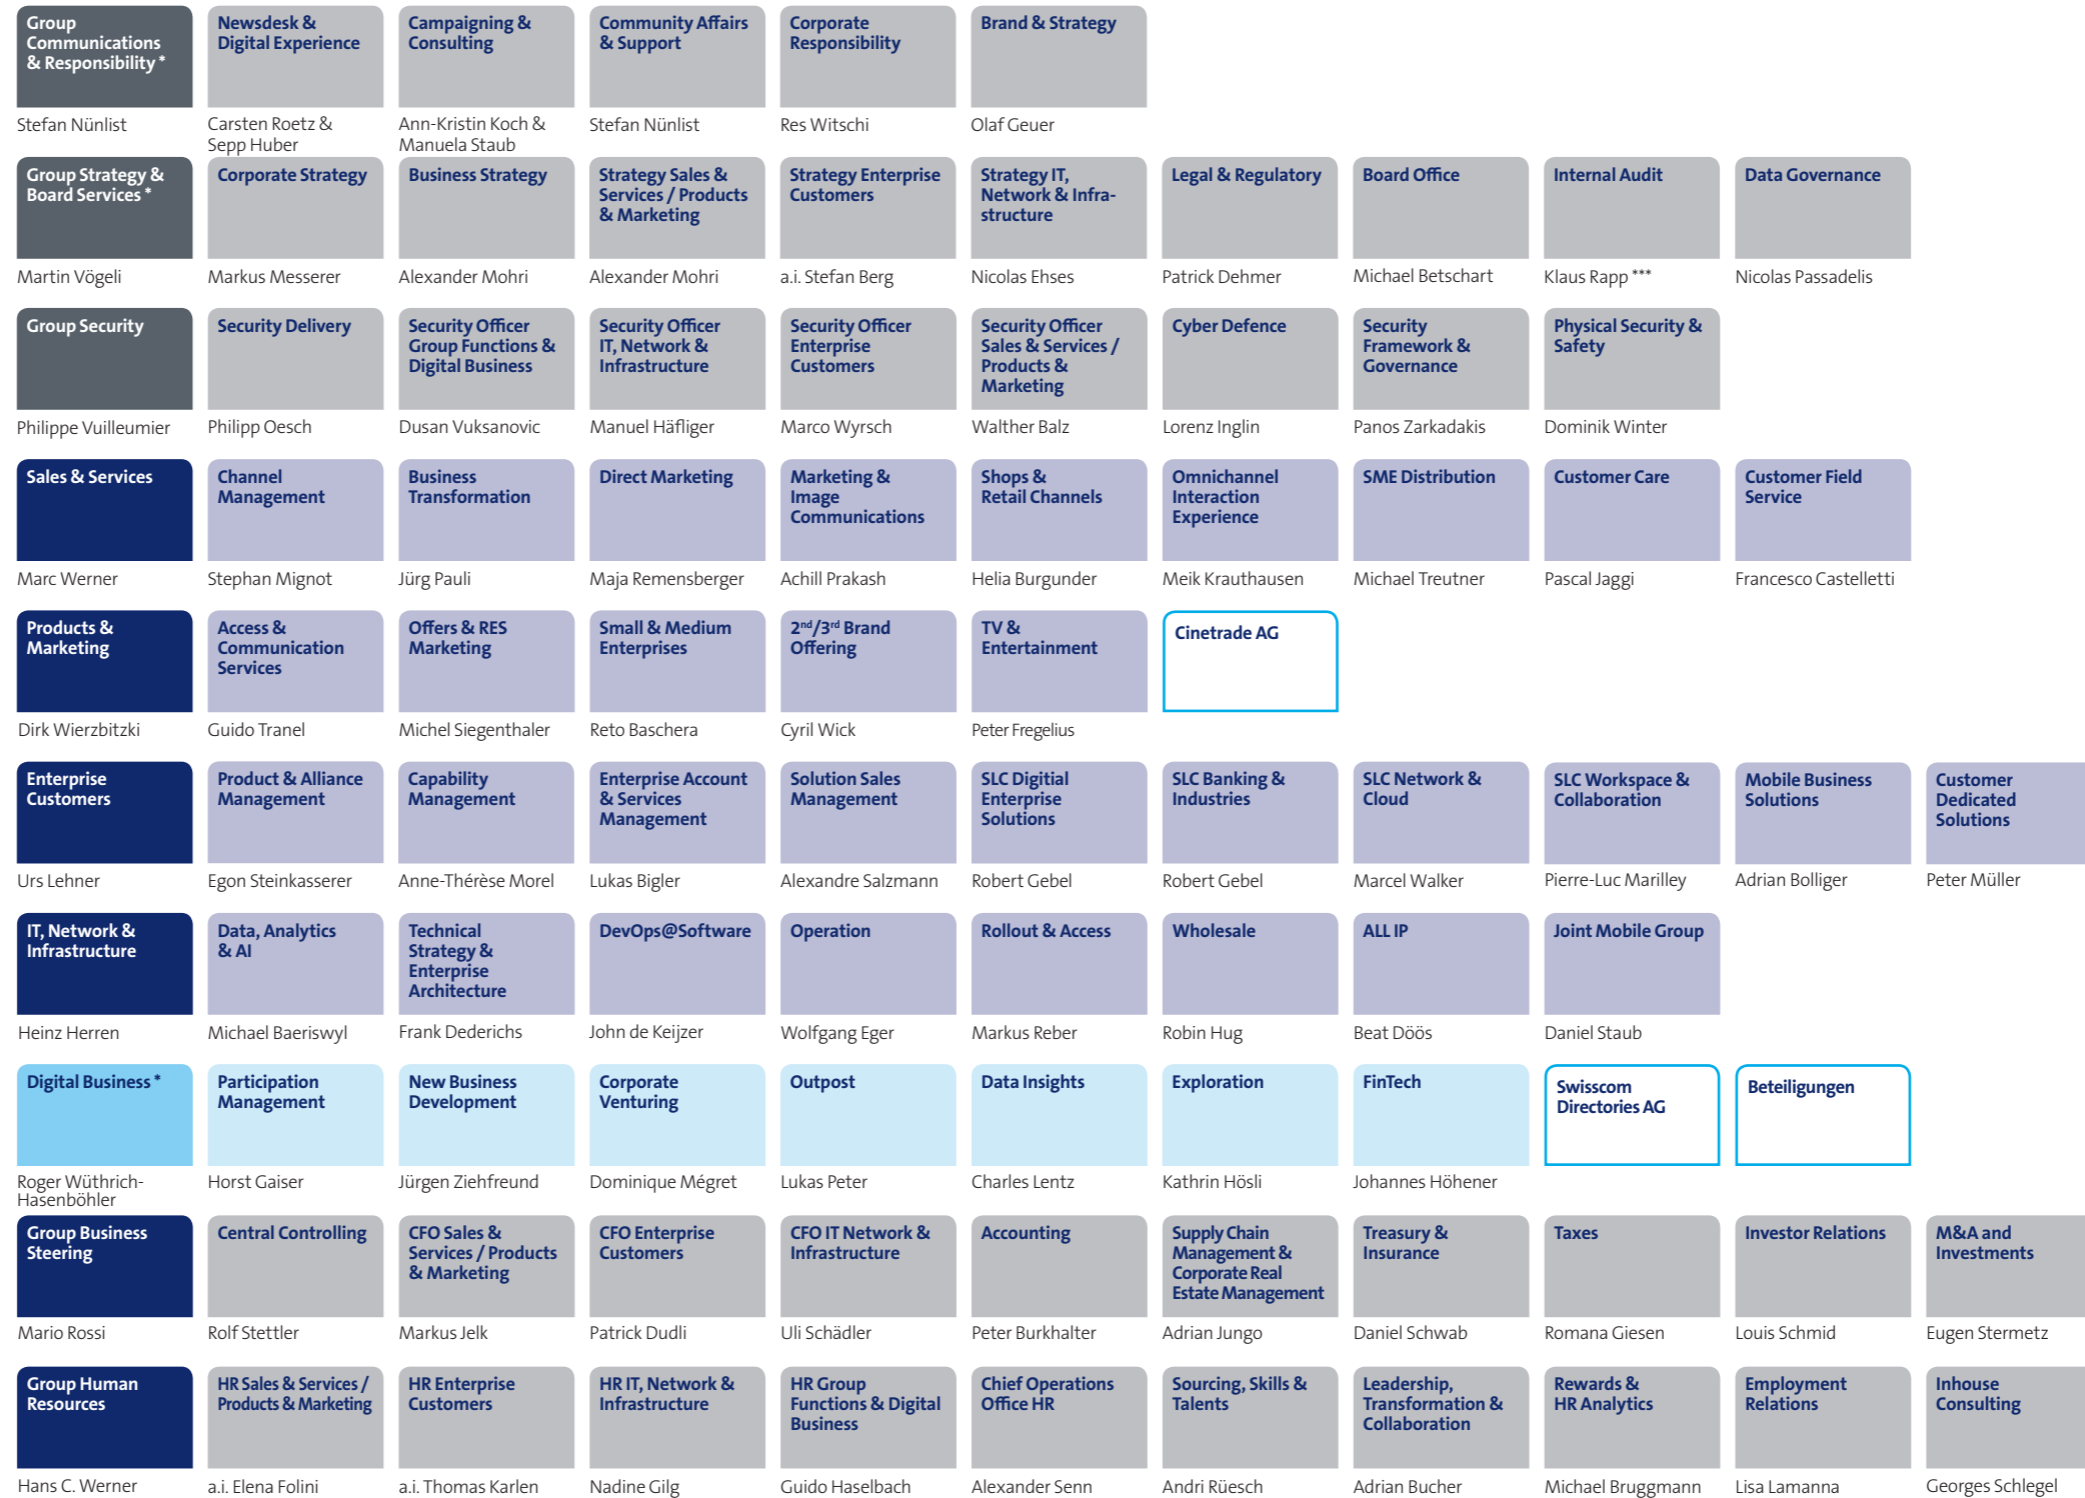 Group
Communications
& Responsibility *
Stefan Nünlist
Newsdesk &
Digital Experience
Carsten Roetz &
Sepp Huber
Campaigning &
Consulting
Ann-Kristin Koch &
Manuela Staub
Community Affairs
& Support
Stefan Nünlist
Corporate
Responsibility
Res Witschi
Brand & Strategy
Olaf Geuer
Group Strategy &
Board Services *
Martin Vögeli
Corporate Strategy
Markus Messerer
Business Strategy
Alexander Mohri
Strategy Sales &
Services / Products
& Marketing
Alexander Mohri
Strategy Enterprise
Customers
a.i. Stefan Berg
Strategy IT,
Network & Infra-
structure
Nicolas Ehses
Legal & Regulatory
Patrick Dehmer
Board Office
Michael Betschart
Internal Audit
Klaus Rapp ***
Data Governance
Nicolas Passadelis
Group Security
Philippe Vuilleumier
Security Delivery
Philipp Oesch
Security Officer
Group Functions &
Digital Business
Dusan Vuksanovic
Security Officer
IT, Network &
Infrastructure
Manuel Häfliger
Security Officer
Enterprise
Customers
Marco Wyrsch
Security Officer
Sales & Services /
Products &
Marketing
Walther Balz
Cyber Defence
Lorenz Inglin
Security
Framework &
Governance
Panos Zarkadakis
Physical Security &
Safety
Dominik Winter
Sales & Services
Marc Werner
Channel
Management
Stephan Mignot
Business
Transformation
Jürg Pauli
Direct Marketing
Maja Remensberger
Marketing &
Image
Communications
Achill Prakash
Shops &
Retail Channels
Helia Burgunder
Omnichannel
Interaction
Experience
Meik Krauthausen
SME Distribution
Michael Treutner
Customer Care
Pascal Jaggi
Customer Field
Service
Francesco Castelletti
Products &
Marketing
Dirk Wierzbitzki
Access &
Communication
Services
Guido Tranel
Offers & RES
Marketing
Michel Siegenthaler
Small & Medium
Enterprises
Reto Baschera
2nd/3rd Brand
Offering
Cyril Wick
TV &
Entertainment
Peter Fregelius
Cinetrade AG
Enterprise
Customers
Urs Lehner
Product & Alliance
Management
Egon Steinkasserer
Capability
Management
Anne-Thérèse Morel
Enterprise Account
& Services
Management
Lukas Bigler
Solution Sales
Management
Alexandre Salzmann
SLC Digitial
Enterprise
Solutions
Robert Gebel
SLC Banking &
Industries
Robert Gebel
SLC Network &
Cloud
Marcel Walker
SLC Workspace &
Collaboration
Pierre-Luc Marilley
Mobile Business
Solutions
Adrian Bolliger
Customer
Dedicated
Solutions
Peter Müller
IT, Network &
Infrastructure
Heinz Herren
Data, Analytics
& AI
Michael Baeriswyl
Technical
Strategy &
Enterprise
Architecture
Frank Dederichs
DevOps@Software
John de Keijzer
Operation
Wolfgang Eger
Rollout & Access
Markus Reber
Wholesale
Robin Hug
ALL IP
Beat Döös
Joint Mobile Group
Daniel Staub
Digital Business *
Roger Wüthrich-
Hasenböhler
Participation
Management
Horst Gaiser
New Business
Development
Jürgen Ziehfreund
Corporate
Venturing
Dominique Mégret
Outpost
Lukas Peter
Data Insights
Charles Lentz
Exploration
Kathrin Hösli
FinTech
Johannes Höhener
Swisscom
Directories AG
Beteiligungen
Group Business
Steering
Mario Rossi
Central Controlling
Rolf Stettler
CFO Sales &
Services / Products
& Marketing
Markus Jelk
CFO Enterprise
Customers
Patrick Dudli
CFO IT Network &
Infrastructure
Uli Schädler
Accounting
Peter Burkhalter
Supply Chain
Management &
Corporate Real
Estate Management
Adrian Jungo
Treasury &
Insurance
Daniel Schwab
Taxes
Romana Giesen
Investor Relations
Louis Schmid
M&A and
Investments
Eugen Stermetz
Group Human
Resources
Hans C. Werner
HR Sales & Services /
Products & Marketing
a.i. Elena Folini
HR Enterprise
Customers
a.i. Thomas Karlen
HR IT, Network &
Infrastructure
Nadine Gilg
HR Group
Functions & Digital
Business
Guido Haselbach
Chief Operations
Office HR
Alexander Senn
Sourcing, Skills &
Talents
Andri Rüesch
Leadership,
Transformation &
Collaboration
Adrian Bucher
Rewards &
HR Analytics
Michael Bruggmann
Employment
Relations
Lisa Lamanna
Inhouse
Consulting
Georges Schlegel